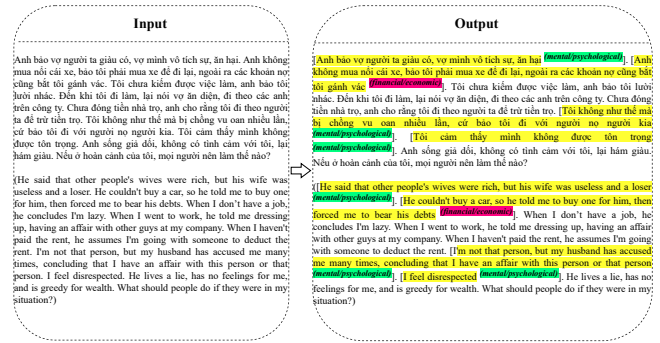 Input
Anh bảo vợ người ta giàu có, vợ mình vô tích sự, ăn hại. Anh không
mua nổi cái xe, bảo tôi phải mua xe để đi lại, ngoài ra các khoản nợ
cũng bắt tôi gánh vác. Tôi chưa kiếm được việc làm, anh bảo tôi
lười nhác. Đến khi tôi đi làm, lại nói vợ ăn diện, đi theo các anh
trên công ty. Chưa đóng tiền nhà trọ, anh cho rằng tôi đi theo người
ta để trừ tiền trọ. Tôi không như thế mà bị chồng vu oan nhiều lần,
cứ bảo tôi đi với người nọ người kia. Tôi cảm thấy mình không
được tôn trọng. Anh sống giả dối, không có tình cảm với tôi, lại
hám giàu. Nếu ở hoàn cảnh của tôi, mọi người nên làm thế nào?
(He said that other people's wives were rich, but his wife was
useless and a loser. He couldn't buy a car, so he told me to buy one
for him, then forced me to bear his debts. When I don't have a job,
he concludes I'm lazy. When I went to work, he told me dressing
up, having an affair with other guys at my company. When I haven't
paid the rent, he assumes I'm going with someone to deduct the
rent. I'm not that person, but my husband has accused me many
times, concluding that I have an affair with this person or that
person. I feel disrespected. He lives a lie, has no feelings for me,
and is greedy for wealth. What should people do if they were in my
situation?)
Output
[Anh bảo vợ người ta giàu có, vợ mình vô tích sự, ăn hại (mental/psychological)]. [Anh
không mua nổi cái xe, bảo tôi phải mua xe để đi lại, ngoài ra các khoản nợ cũng bắt
tôi gánh vác (financial/economic)]. Tôi chưa kiếm được việc làm, anh bảo tôi lười
nhác. Đến khi tôi đi làm, lại nói vợ ăn diện, đi theo các anh trên công ty. Chưa đóng
tiền nhà trọ, anh cho rằng tôi đi theo người ta để trừ tiền trọ. [Tôi không như thế mà
bị chồng vu oan nhiều lần, cứ bảo tôi đi với người nọ người kia
(mental/psychological)]. [Tôi cảm thấy mình không được tôn trọng
(mental/psychological)]. Anh sống giả dối, không có tình cảm với tôi, lại hám giàu.
Nếu ở hoàn cảnh của tôi, mọi người nên làm thế nào?
([He said that other people's wives were rich, but his wife was useless and a loser
(mental/psychological)]. [He couldn't buy a car, so he told me to buy one for him, then
forced me to bear his debts (financial/economic)]. When I don't have a job, he
concludes I'm lazy. When I went to work, he told me dressing up, having an affair
with other guys at my company. When I haven't paid the rent, he assumes I'm going
with someone to deduct the rent. [I'm not that person, but my husband has accused
me many times, concluding that I have an affair with this person or that person
(mental/psychological)]. [I feel disrespected (mental/psychological)]. He lives a lie, has no
feelings for me, and is greedy for wealth. What should people do if they were in my
situation?)